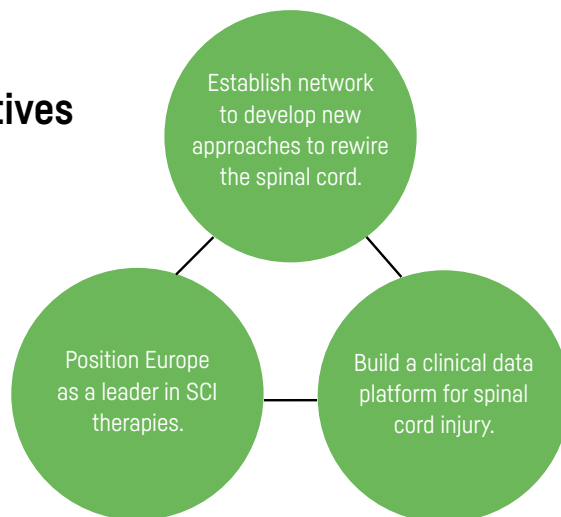 tives
Establish network
to develop new
approaches to rewire
the spinal cord.
Position Europe
as a leader in SCI
therapies.
Build a clinical data
platform for spinal
cord injury.